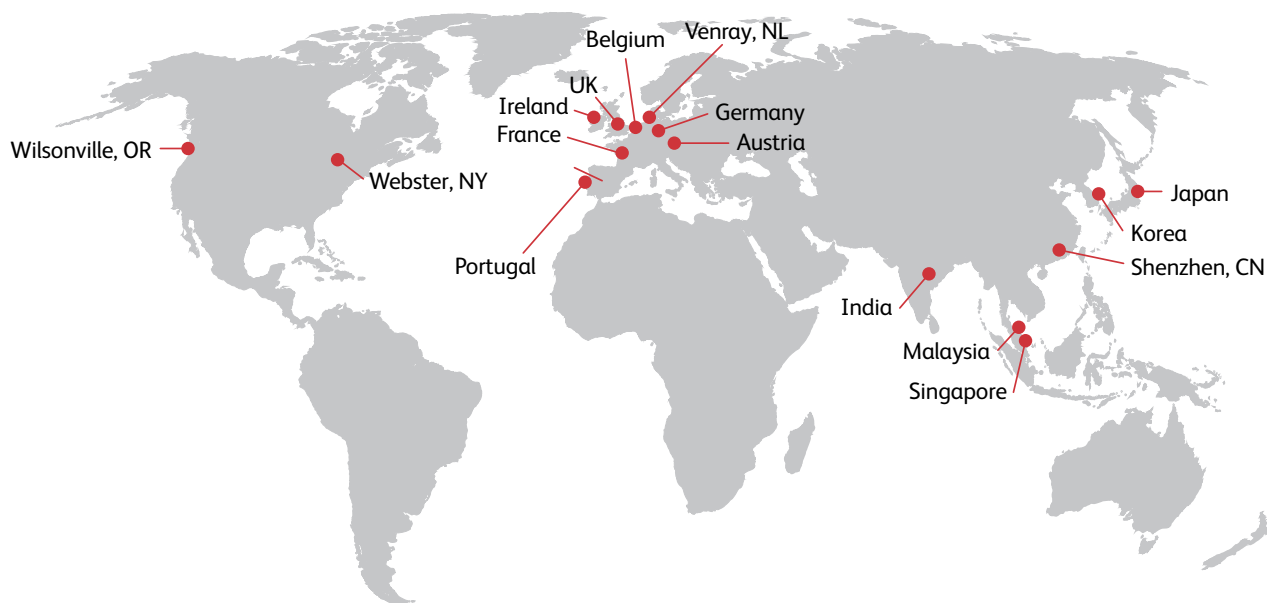 Venray, NL
Belgium
UK
Ireland
Germany
France
Austria
Wilsonville, OR
Webster, NY
Japan
Korea
Portugal
Shenzhen, CN
India
Malaysia
Singapore